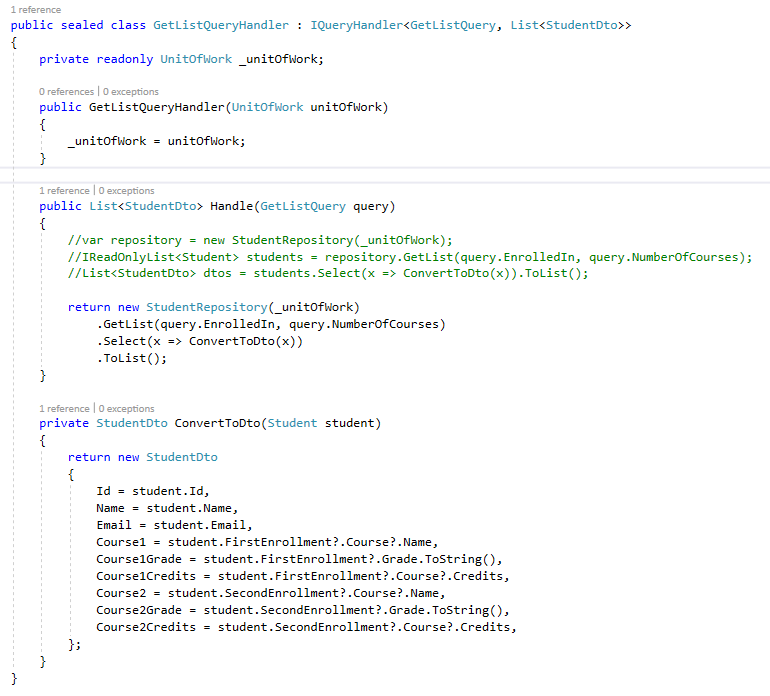 1 reference
public sealed class GetListQueryHandler : IQueryHandler<GetListQuery, List<StudentDto>>
{
    private readonly UnitOfWork _unitOfWork;
    0 references | 0 exceptions
    public GetListQueryHandler(UnitOfWork unitOfWork)
    {
        _unitOfWork = unitOfWork;
    }
    1 reference | 0 exceptions
    public List<StudentDto> Handle(GetListQuery query)
    {
        //var repository = new StudentRepository(_unitOfWork);
        //IReadOnlyList<Student> students = repository.GetList(query.EnrolledIn, query.NumberOfCourses);
        //List<StudentDto> dtos = students.Select(x => ConvertToDto(x)).ToList();
        return new StudentRepository(_unitOfWork)
            .GetList(query.EnrolledIn, query.NumberOfCourses)
            .Select(x => ConvertToDto(x))
            .ToList();
    }
    1 reference | 0 exceptions
    private StudentDto ConvertToDto(Student student)
    {
        return new StudentDto
        {
            Id = student.Id,
            Name = student.Name,
            Email = student.Email,
            Course1 = student.FirstEnrollment?.Course?.Name,
            Course1Grade = student.FirstEnrollment?.Grade.ToString(),
            Course1Credits = student.FirstEnrollment?.Course?.Credits,
            Course2 = student.SecondEnrollment?.Course?.Name,
            Course2Grade = student.SecondEnrollment?.Grade.ToString(),
            Course2Credits = student.SecondEnrollment?.Course?.Credits,
        };
    }
}